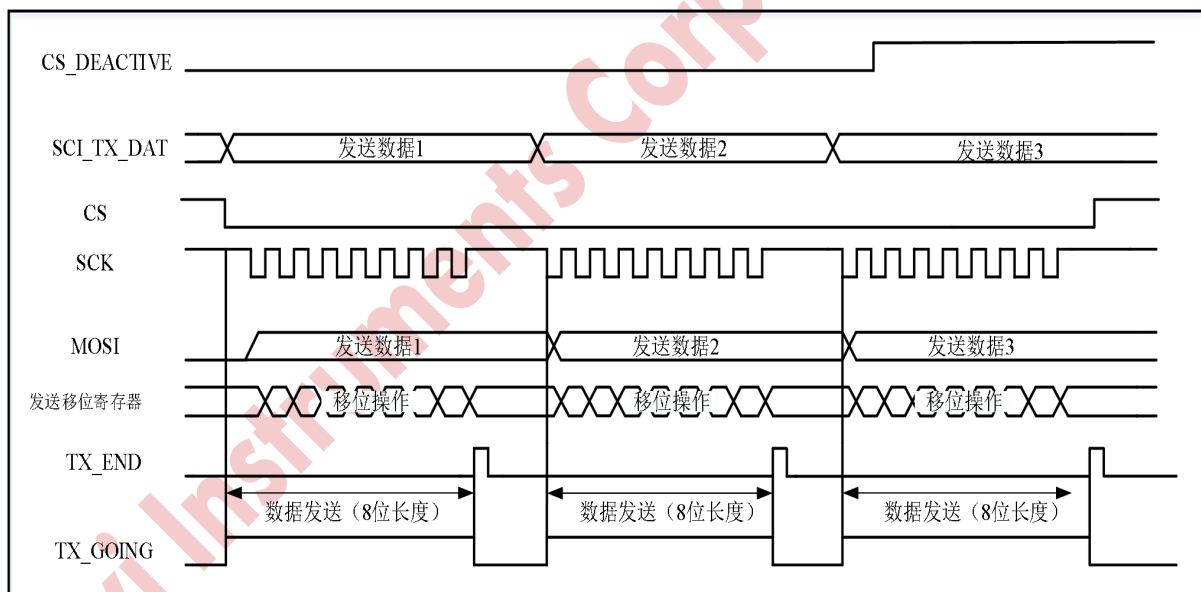 CS_DEACTIVE
SCI_TX_DAT
发送数据1
发送数据2
发送数据3
CS
SCK
MOSI
发送数据1
发送数据2
发送数据3
发送移位寄存器
移位操作
移位操作
移位操作
TX_END
数据发送（8位长度）
数据发送（8位长度）
数据发送（8位长度）
TX_GOING
vi Instruments Corp